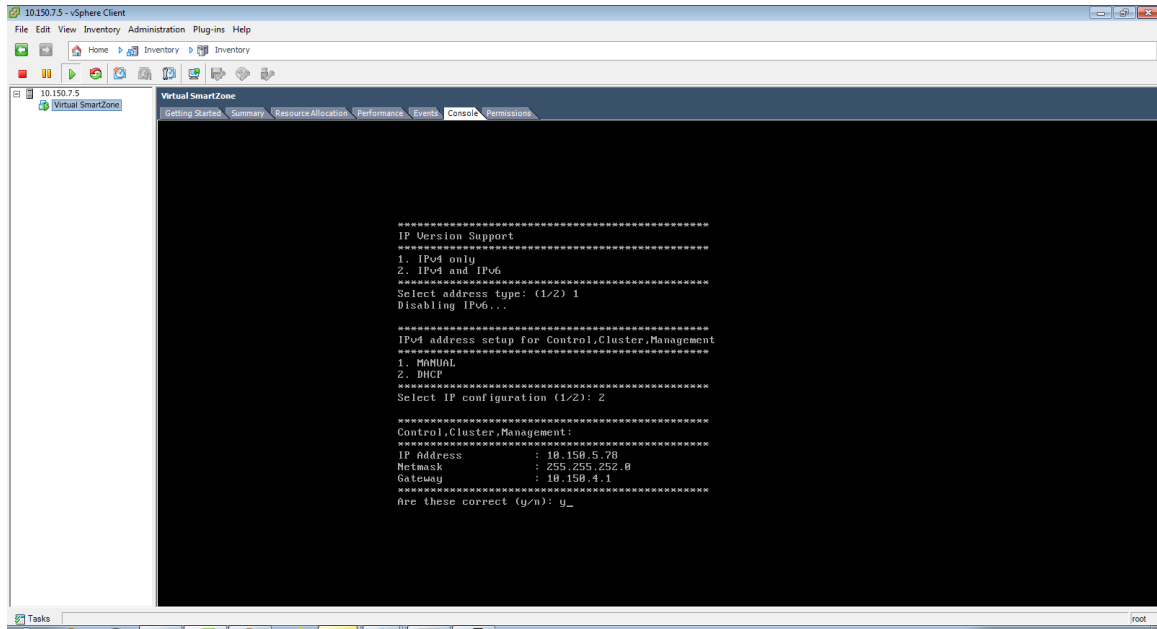 10.150.7.5 - vSphere Client
File Edit View Inventory Administration Plug-ins Help
Home Inventory Inventory
10.150.7.5
Virtual SmartZone
Virtual SmartZone
Getting Started Summary Resource Allocation Performance Events Console Permissions
*************************************************
IP Version Support
*************************************************
1. IPv4 only
2. IPv4 and IPv6
*************************************************
Select address type: (1/2) 1
Disabling IPv6...
*************************************************
IPv4 address setup for Control,Cluster,Management
*************************************************
1. MANUAL
2. DHCP
*************************************************
Select IP configuration (1/2): 2
*************************************************
Control,Cluster,Management:
*************************************************
IP Address : 10.150.5.78
Netmask : 255.255.252.0
Gateway : 10.150.4.1
*************************************************
Are these correct (y/n): y_
Tasks
root